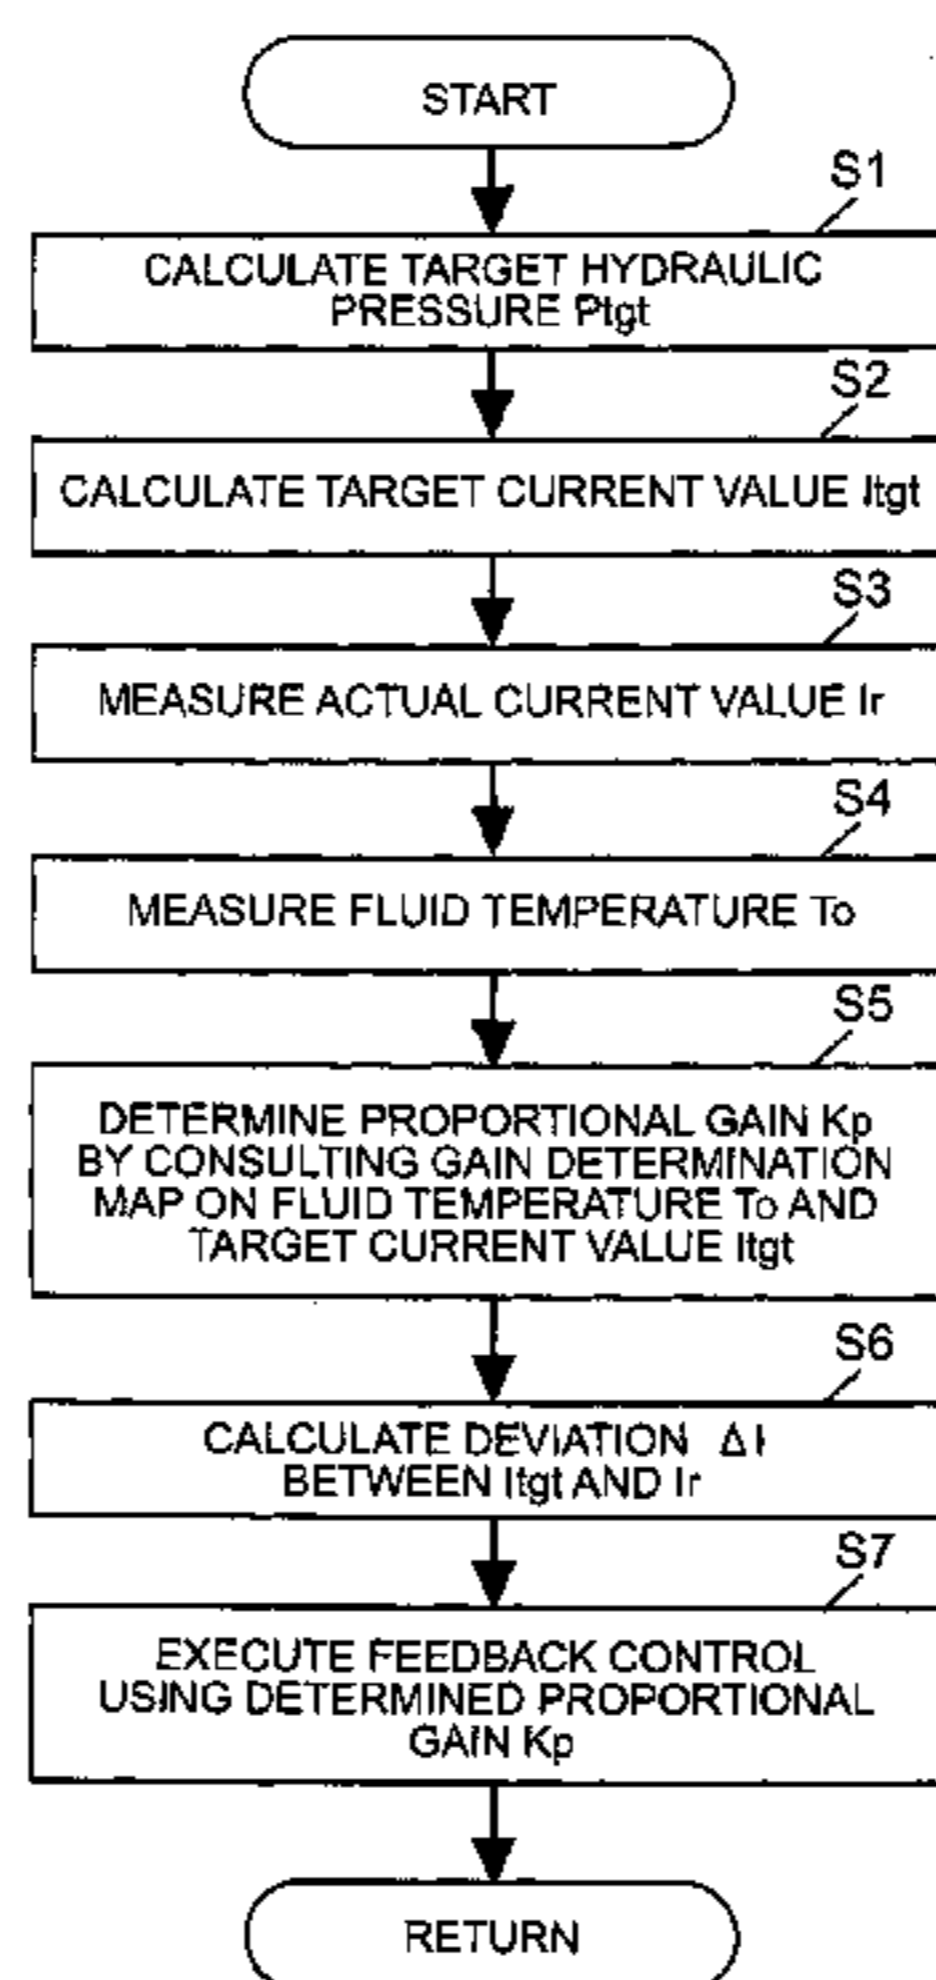 START
S1
CALCULATE TARGET HYDRAULIC
PRESSURE Ptgt
S2
CALCULATE TARGET CURRENT VALUE Itgt
S3
MEASURE ACTUAL CURRENT VALUE Ir
S4
MEASURE FLUID TEMPERATURE To
S5
DETERMINE PROPORTIONAL GAIN Kp
BY CONSULTING GAIN DETERMINATION
MAP ON FLUID TEMPERATURE To AND
TARGET CURRENT VALUE Itgt
S6
CALCULATE DEVIATION ΔI
BETWEEN Itgt AND Ir
S7
EXECUTE FEEDBACK CONTROL
USING DETERMINED PROPORTIONAL
GAIN Kp
RETURN